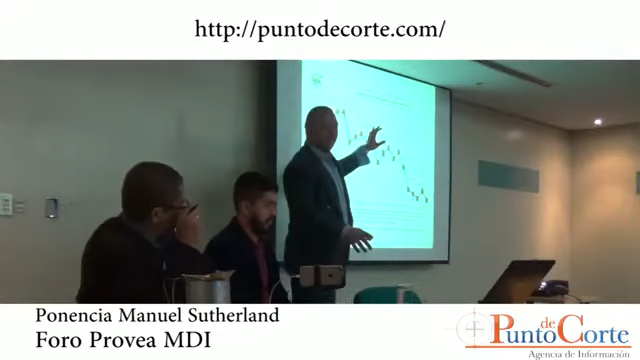 http://puntodecorte.com/
Ponencia Manuel Sutherland
Foro Provea MDI
Punto de Corte
Agencia de Información